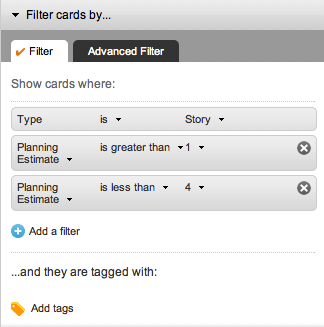 Filter cards by...
Filter Advanced Filter
Show cards where:
Type is Story
Planning Estimate is greater than 1
Planning Estimate is less than 4
Add a filter
...and they are tagged with:
Add tags